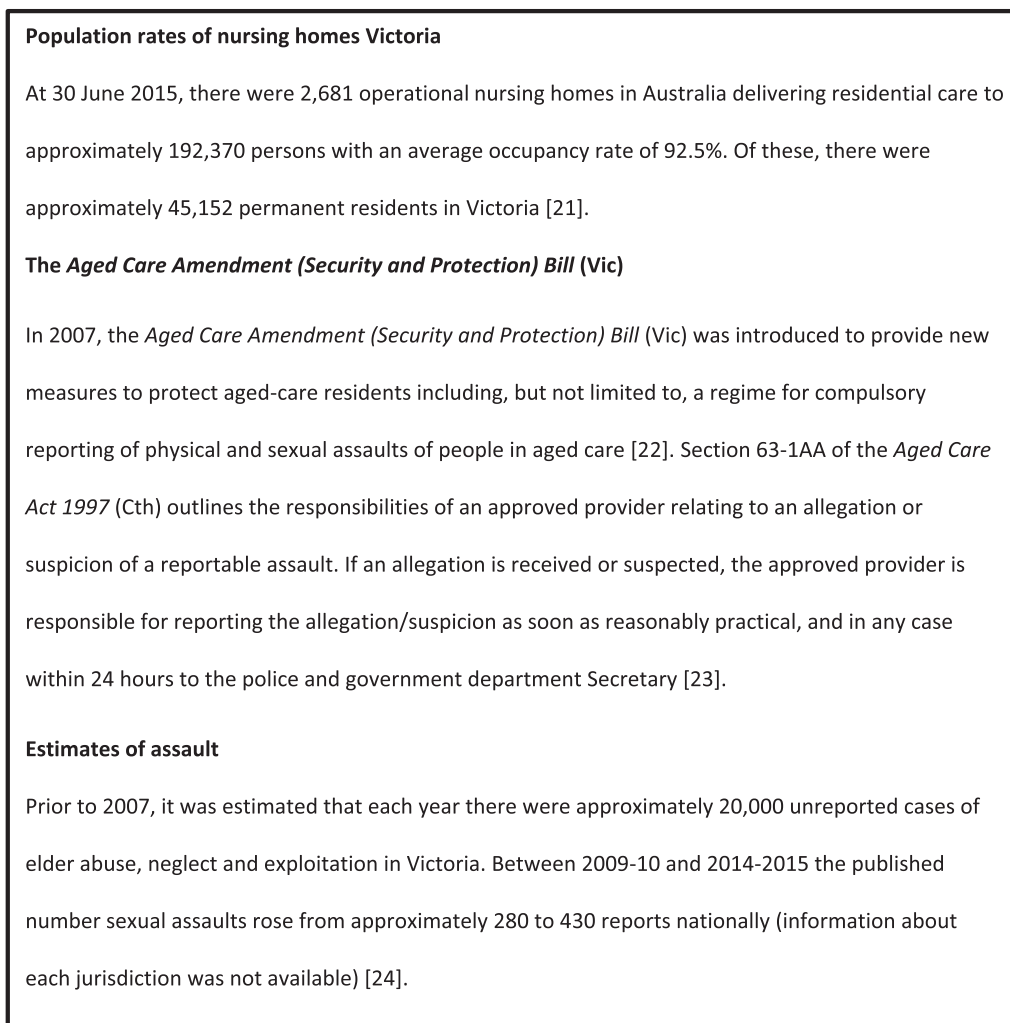 Population rates of nursing homes Victoria
At 30 June 2015, there were 2,681 operational nursing homes in Australia delivering residential care to
approximately 192,370 persons with an average occupancy rate of 92.5%. Of these, there were
approximately 45,152 permanent residents in Victoria [21].
The Aged Care Amendment (Security and Protection) Bill (Vic)
In 2007, the Aged Care Amendment (Security and Protection) Bill (Vic) was introduced to provide new
measures to protect aged-care residents including, but not limited to, a regime for compulsory
reporting of physical and sexual assaults of people in aged care [22]. Section 63-1AA of the Aged Care
Act 1997 (Cth) outlines the responsibilities of an approved provider relating to an allegation or
suspicion of a reportable assault. If an allegation is received or suspected, the approved provider is
responsible for reporting the allegation/suspicion as soon as reasonably practical, and in any case
within 24 hours to the police and government department Secretary [23].
Estimates of assault
Prior to 2007, it was estimated that each year there were approximately 20,000 unreported cases of
elder abuse, neglect and exploitation in Victoria. Between 2009-10 and 2014-2015 the published
number sexual assaults rose from approximately 280 to 430 reports nationally (information about
each jurisdiction was not available) [24].